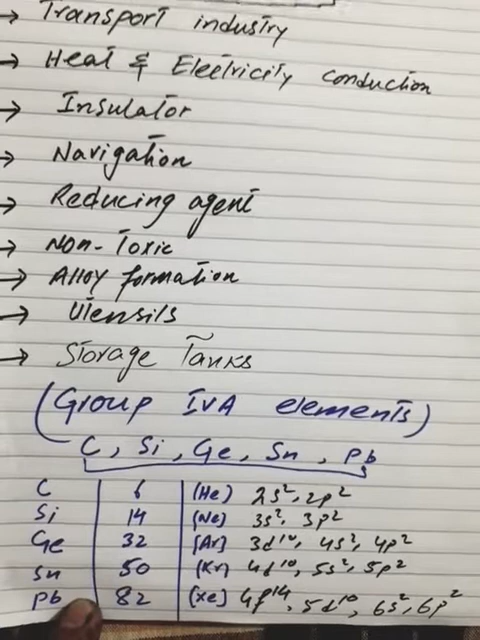 → Transport industry
→ Heat & Electricity conduction
→ Insulator
→ Navigation
→ Reducing agent
→ Non-Toxic
→ Alloy formation
→ Utensils
→ Storage Tanks
(Group IVA elements)
C, Si, Ge, Sn, Pb
C 6 (He) 2s², 2p²
Si 14 [Ne] 3s², 3p²
Ge 32 [Ar] 3d¹⁰, 4s², 4p²
Sn 50 (Kr) 4d¹⁰, 5s², 5p²
Pb 82 (Xe) 4f¹⁴, 5d¹⁰, 6s², 6p²